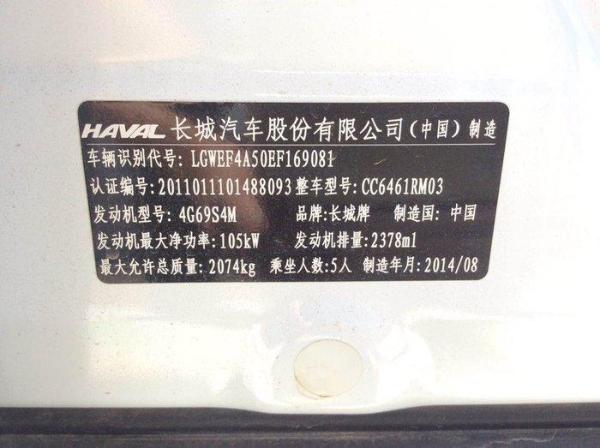 HAVAL 长城汽车股份有限公司(中国)制造
车辆识别代号: LGWEF4A50EF169081
认证编号: 2011011101488093 整车型号: CC6461RM03
发动机型号: 4G69S4M 品牌: 长城牌 制造国: 中国
发动机最大净功率: 105kW 发动机排量: 2378ml
最大允许总质量: 2074kg 乘坐人数: 5人 制造年月: 2014/08